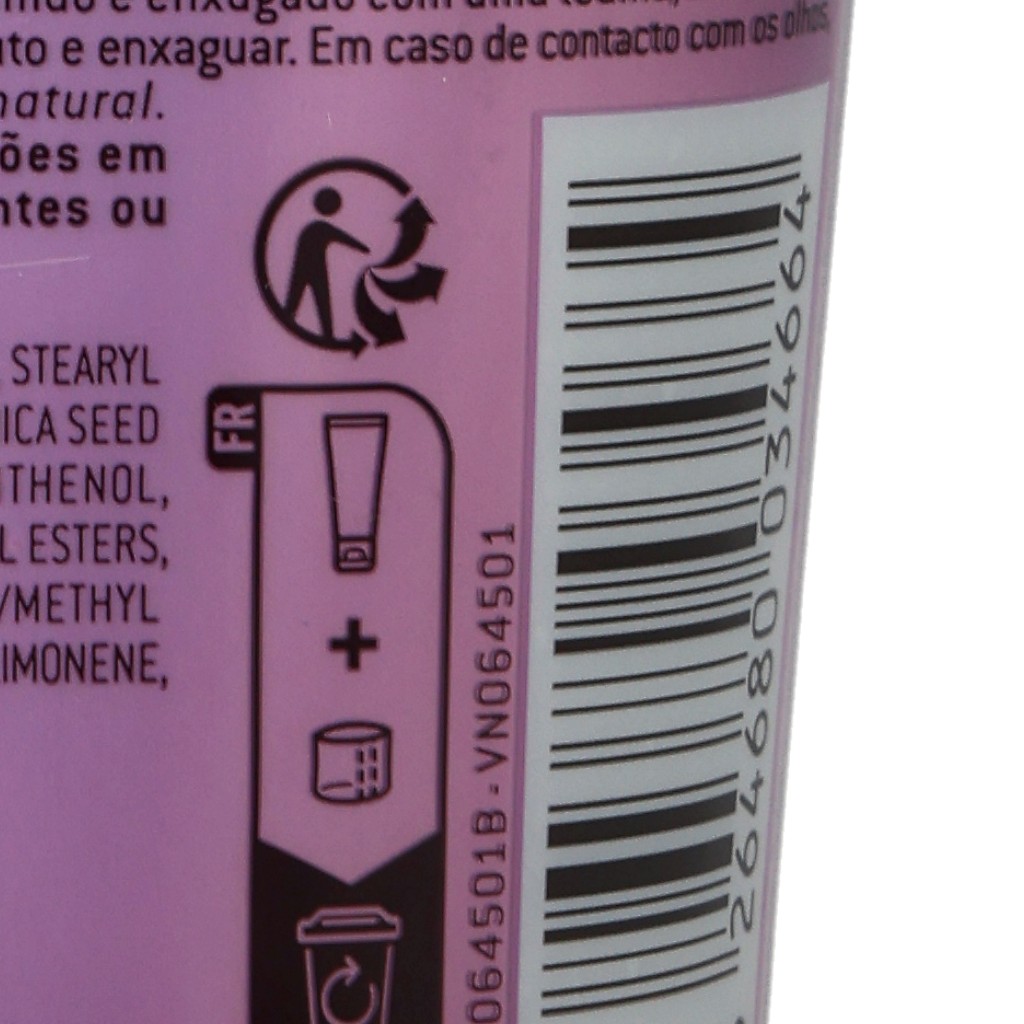 uto e enxaguar. Em caso de contacto com os olhos,
natural.
ões em
ntes ou
STEARYL
ICA SEED
THENOL,
L ESTERS,
/METHYL
IMONENE,
FR
064501B - VN064501
264680 034664